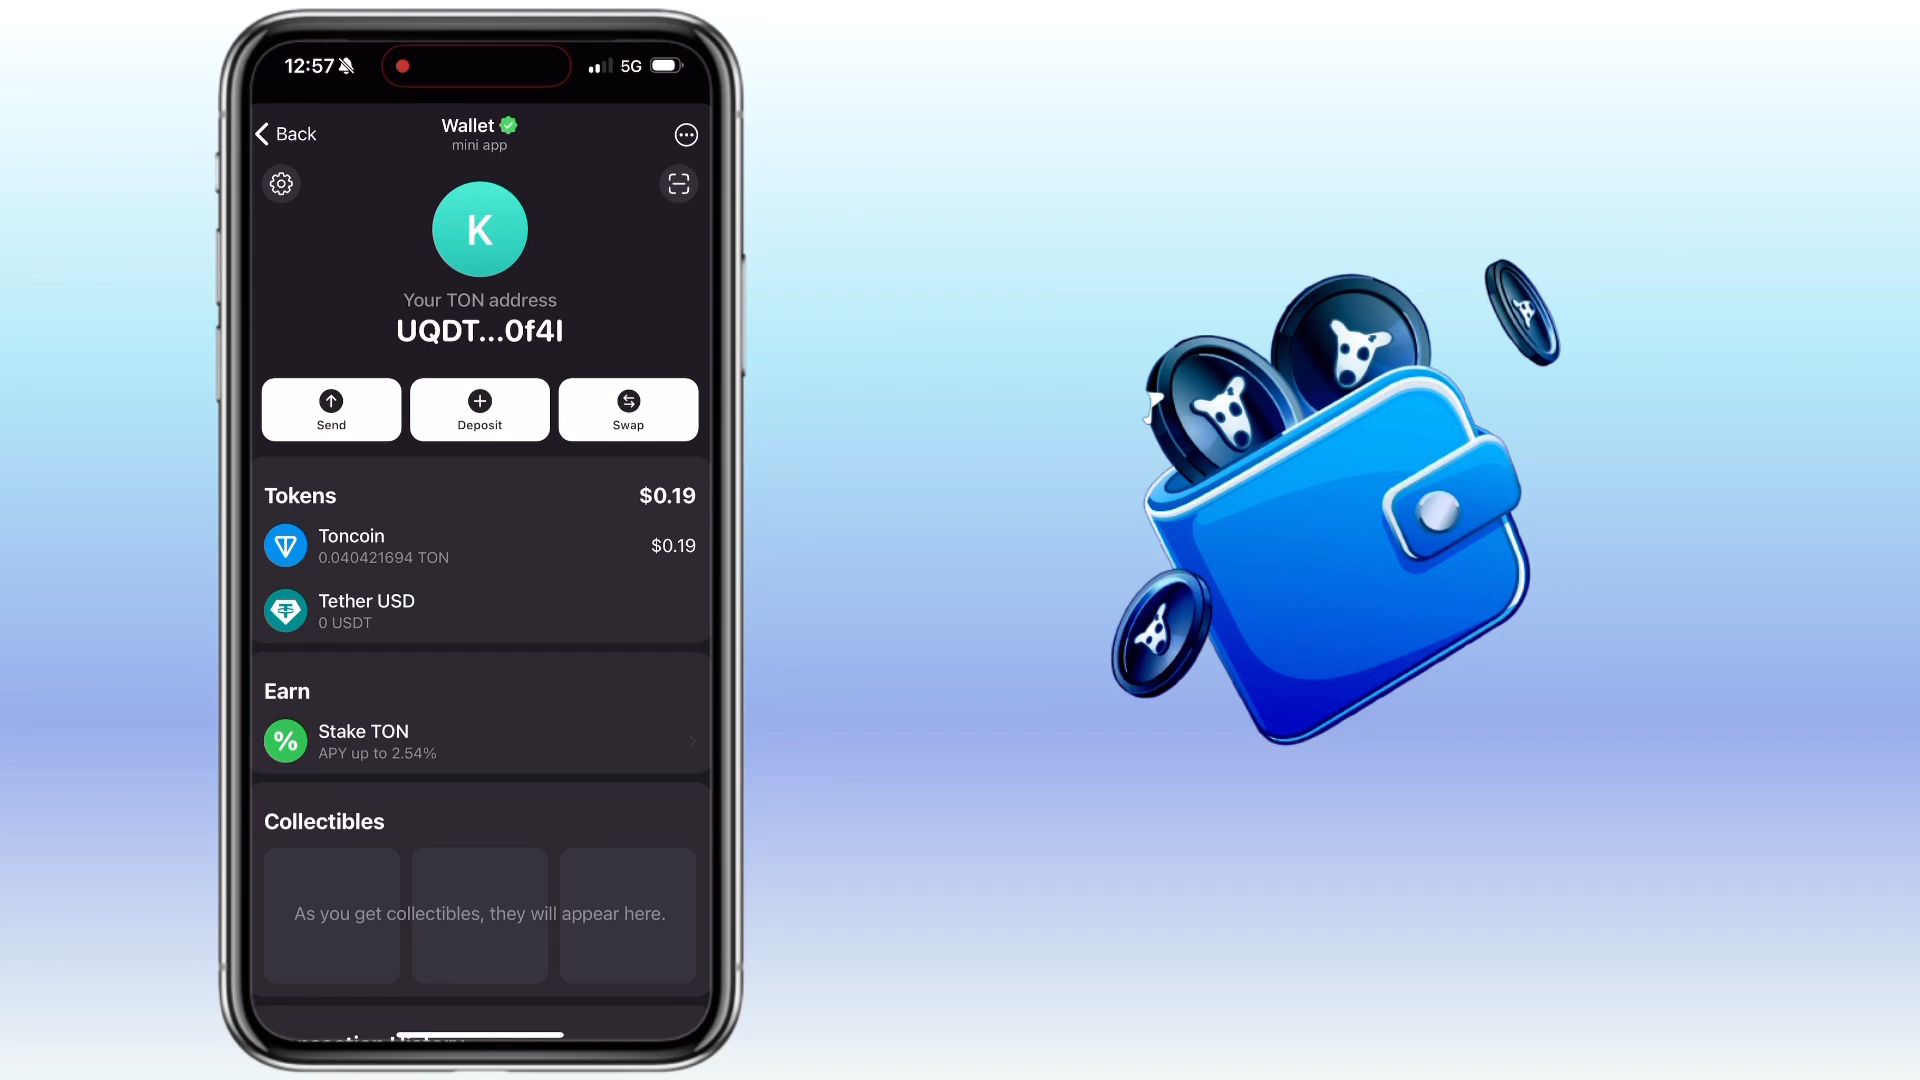 12:57
5G
Back
Wallet
mini app
K
Your TON address
UQDT...0f4I
Send
Deposit
Swap
Tokens
$0.19
Toncoin
0.040421694 TON
$0.19
Tether USD
0 USDT
Earn
%
Stake TON
APY up to 2.54%
Collectibles
As you get collectibles, they will appear here.